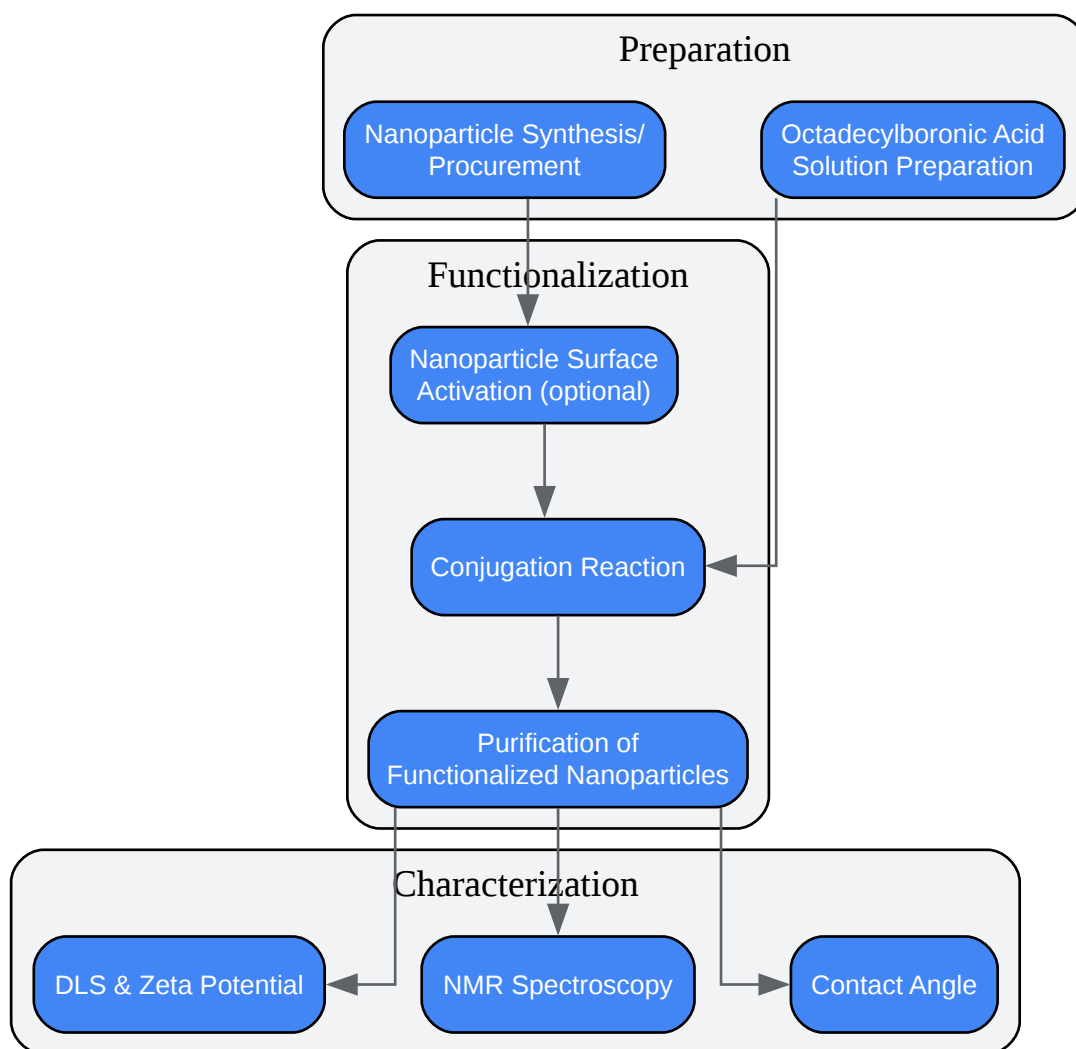 Preparation
Nanoparticle Synthesis/
Procurement
Octadecylboronic Acid
Solution Preparation
Functionalization
Nanoparticle Surface
Activation (optional)
Conjugation Reaction
Purification of
Functionalized Nanoparticles
Characterization
DLS & Zeta Potential
NMR Spectroscopy
Contact Angle